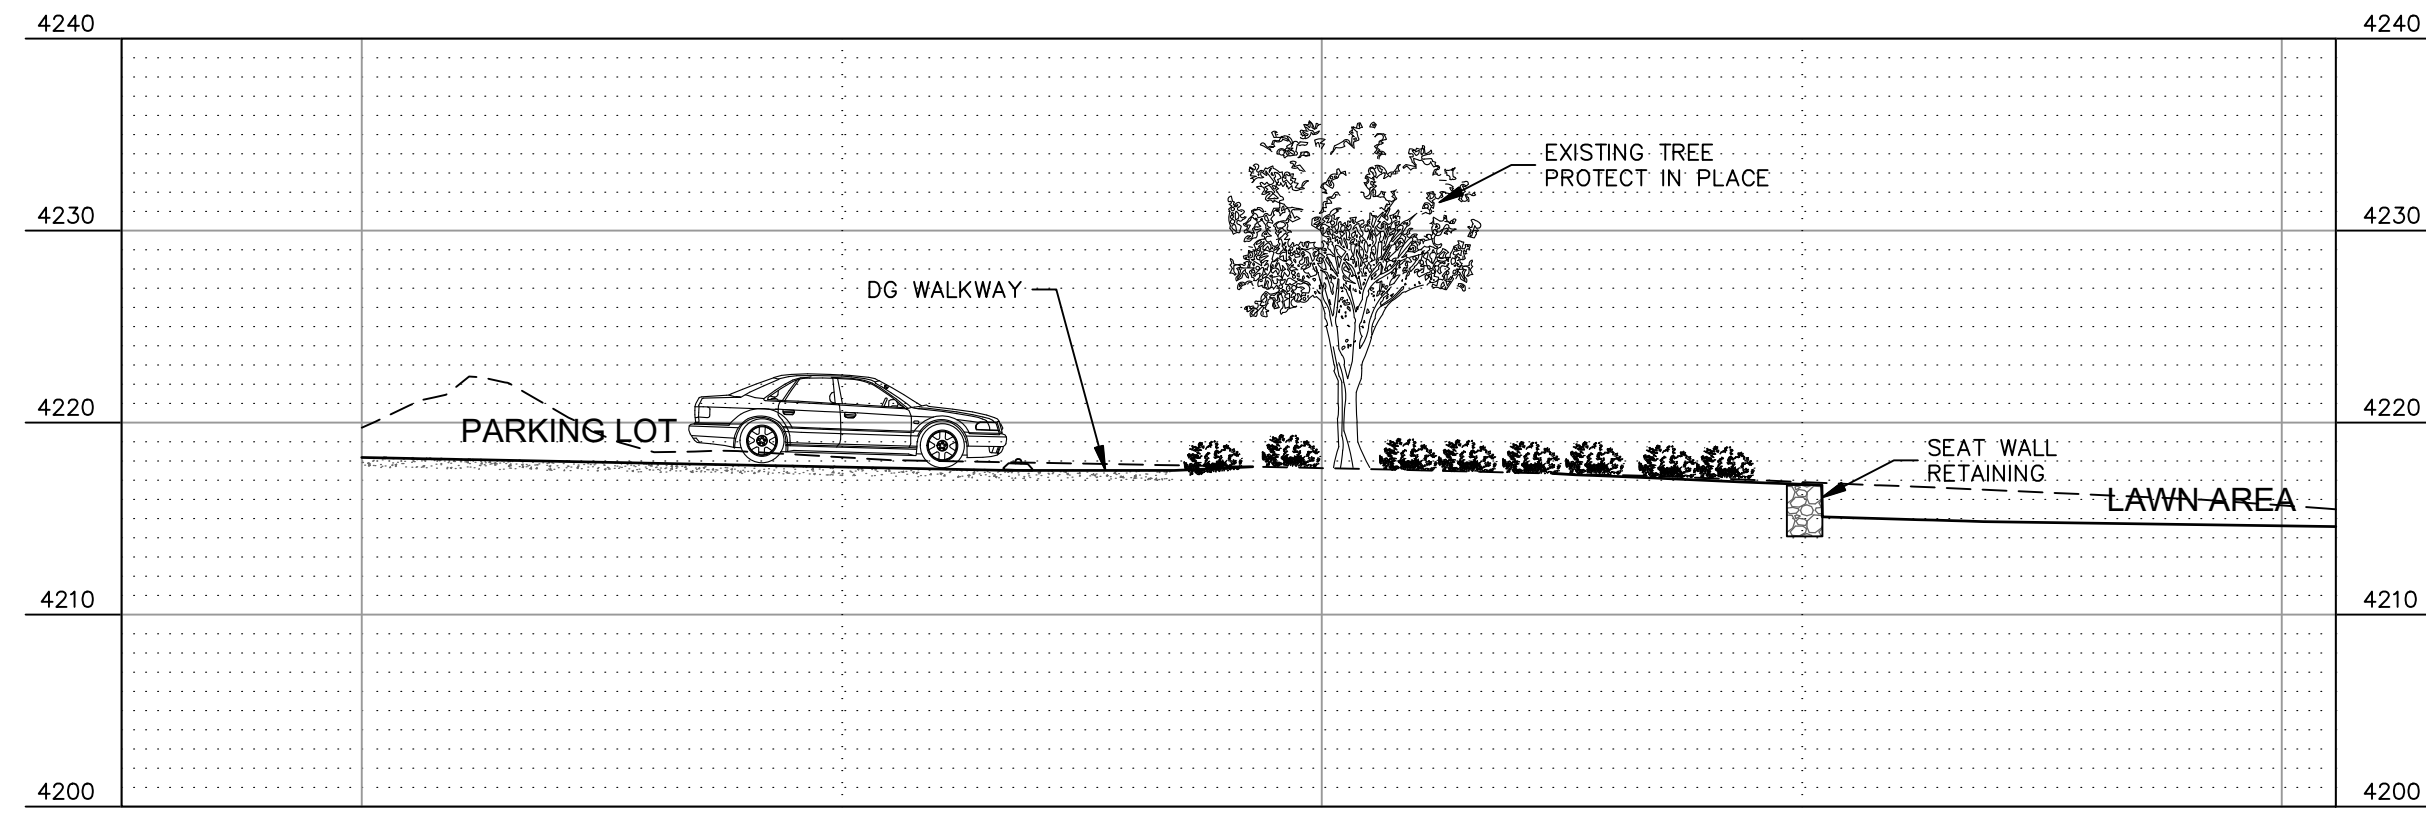 4240
4240
EXISTING TREE
PROTECT IN PLACE
4230
4230
DG WALKWAY
4220
4220
PARKING LOT
SEAT WALL
RETAINING
LAWN AREA
4210
4210
4200
4200